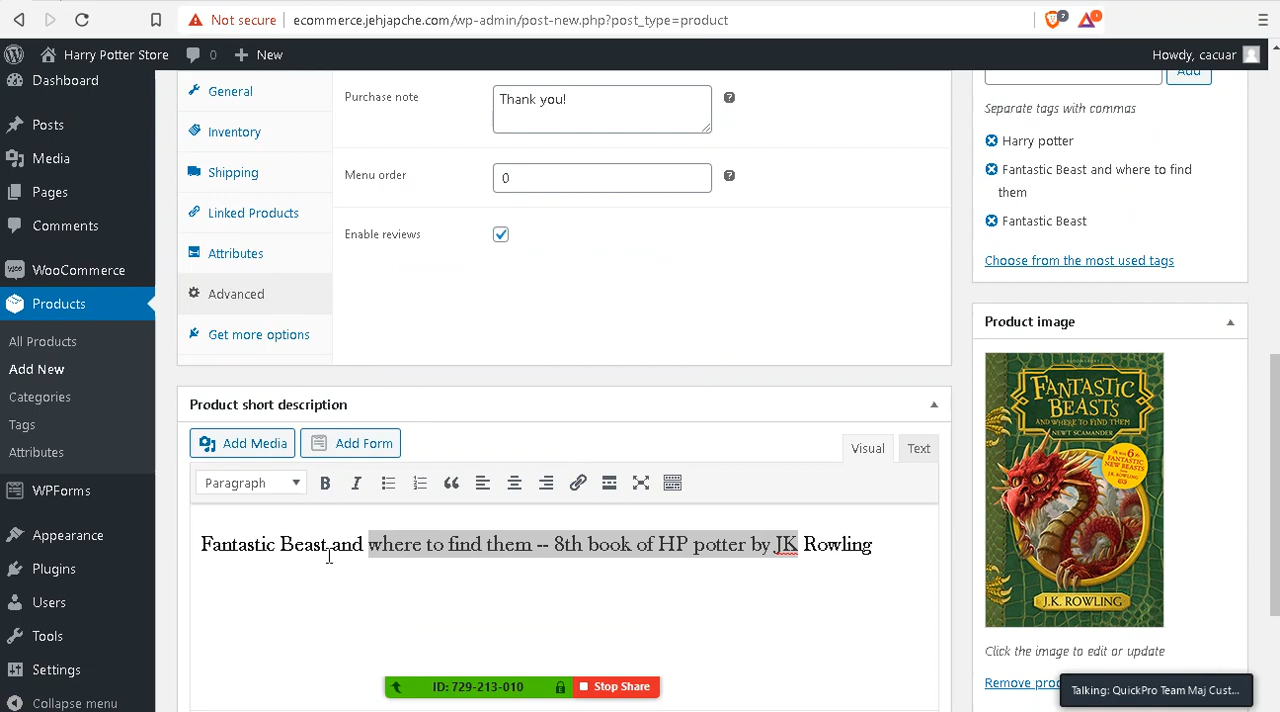 Not secure
ecommerce.jehjapche.com/wp-admin/post-new.php?post_type=product
2
1
Harry Potter Store
0
New
Howdy, cacuar
Dashboard
Posts
Media
Pages
Comments
WooCommerce
Products
All Products
Add New
Categories
Tags
Attributes
WPForms
Appearance
Plugins
Users
Tools
Settings
Collapse menu
General
Inventory
Shipping
Linked Products
Attributes
Advanced
Get more options
Purchase note
Thank you!
Menu order
0
Enable reviews
Product short description
Add Media
Add Form
Visual
Text
Paragraph
Fantastic Beast and where to find them -- 8th book of HP potter by JK Rowling
ID: 729-213-010
Stop Share
Add
Separate tags with commas
Harry potter
Fantastic Beast and where to find
them
Fantastic Beast
Choose from the most used tags
Product image
FANTASTIC
BEASTS
AND WHERE TO FIND THEM
NEWT SCAMANDER
J.K. ROWLING
Click the image to edit or update
Remove pro
Talking: QuickPro Team Maj Cust...